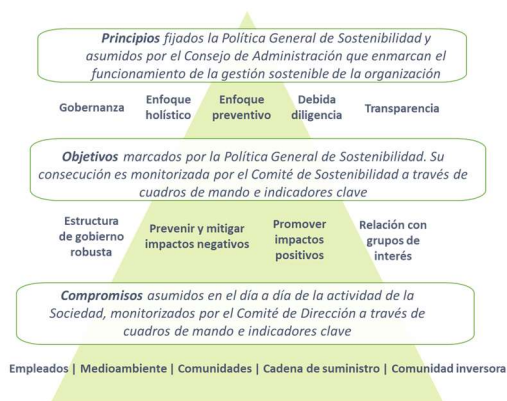 Principios fijados la Política General de Sostenibilidad y
asumidos por el Consejo de Administración que enmarcan el
funcionamiento de la gestión sostenible de la organización
Gobernanza
Enfoque
holístico
Enfoque
preventivo
Debida
diligencia
Transparencia
Objetivos marcados por la Política General de Sostenibilidad. Su
consecución es monitorizada por el Comité de Sostenibilidad a través de
cuadros de mando e indicadores clave
Estructura
de gobierno
robusta
Prevenir y mitigar
impactos negativos
Promover
impactos
positivos
Relación con
grupos de
interés
Compromisos asumidos en el día a día de la actividad de la
Sociedad, monitorizados por el Comité de Dirección a través de
cuadros de mando e indicadores clave
Empleados | Medioambiente | Comunidades | Cadena de suministro | Comunidad inversora